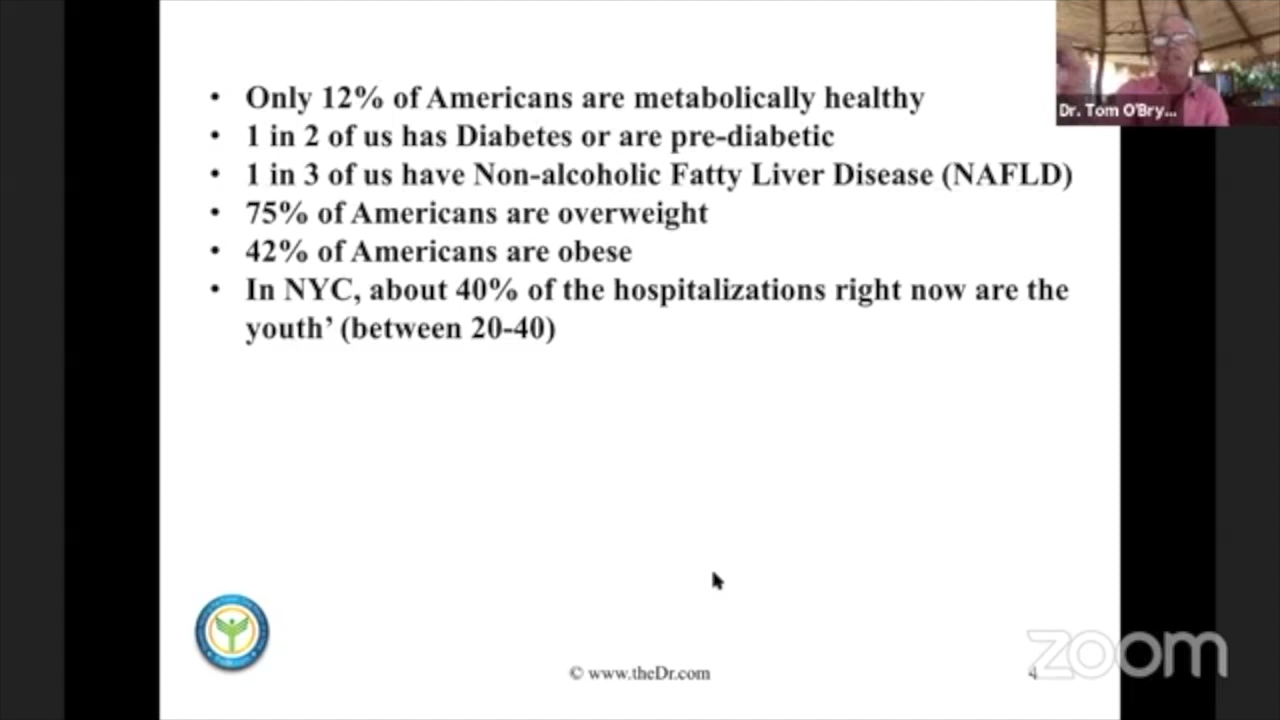 Dr. Tom O'Bry...
• Only 12% of Americans are metabolically healthy
• 1 in 2 of us has Diabetes or are pre-diabetic
• 1 in 3 of us have Non-alcoholic Fatty Liver Disease (NAFLD)
• 75% of Americans are overweight
• 42% of Americans are obese
• In NYC, about 40% of the hospitalizations right now are the
youth' (between 20-40)
© www.theDr.com
4
zoom